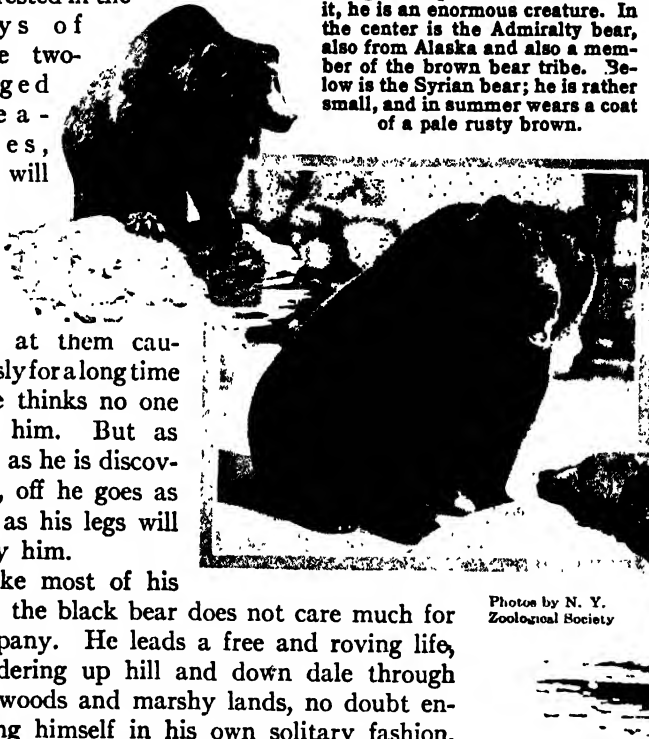 ys of
two-
ged
ea-
es,
will
it, he is an enormous creature. In
the center is the Admiralty bear,
also from Alaska and also a mem-
ber of the brown bear tribe. Be-
low is the Syrian bear; he is rather
small, and in summer wears a coat
of a pale rusty brown.
at them cau-
sly for a long time
e thinks no one
him. But as
as he is discov-
, off he goes as
as his legs will
y him.
ke most of his
the black bear does not care much for
pany. He leads a free and roving life,
dering up hill and down dale through
woods and marshy lands, no doubt en-
ng himself in his own solitary fashion.
Photos by N. Y.
Zoological Society